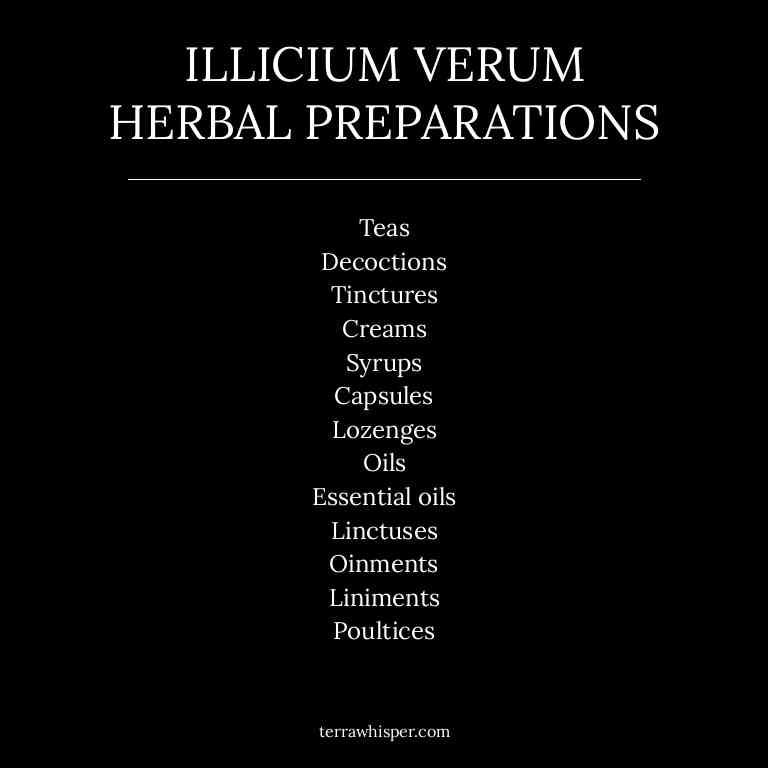 ILLICIUM VERUM
HERBAL PREPARATIONS
Teas
Decoctions
Tinctures
Creams
Syrups
Capsules
Lozenges
Oils
Essential oils
Linctuses
Oinments
Liniments
Poultices
terrawhisper.com